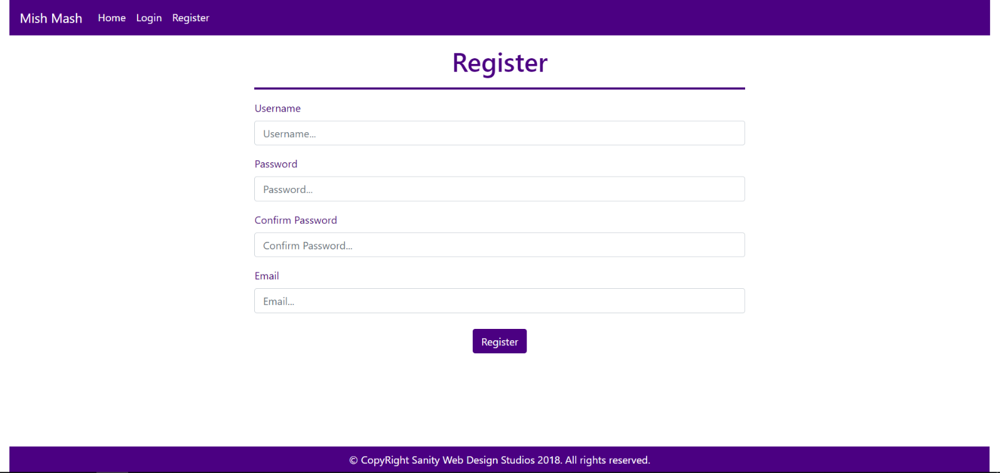 Mish Mash Home Login Register
Register
Username
Username...
Password
Password...
Confirm Password
Confirm Password...
Email
Email...
Register
© CopyRight Sanity Web Design Studios 2018. All rights reserved.